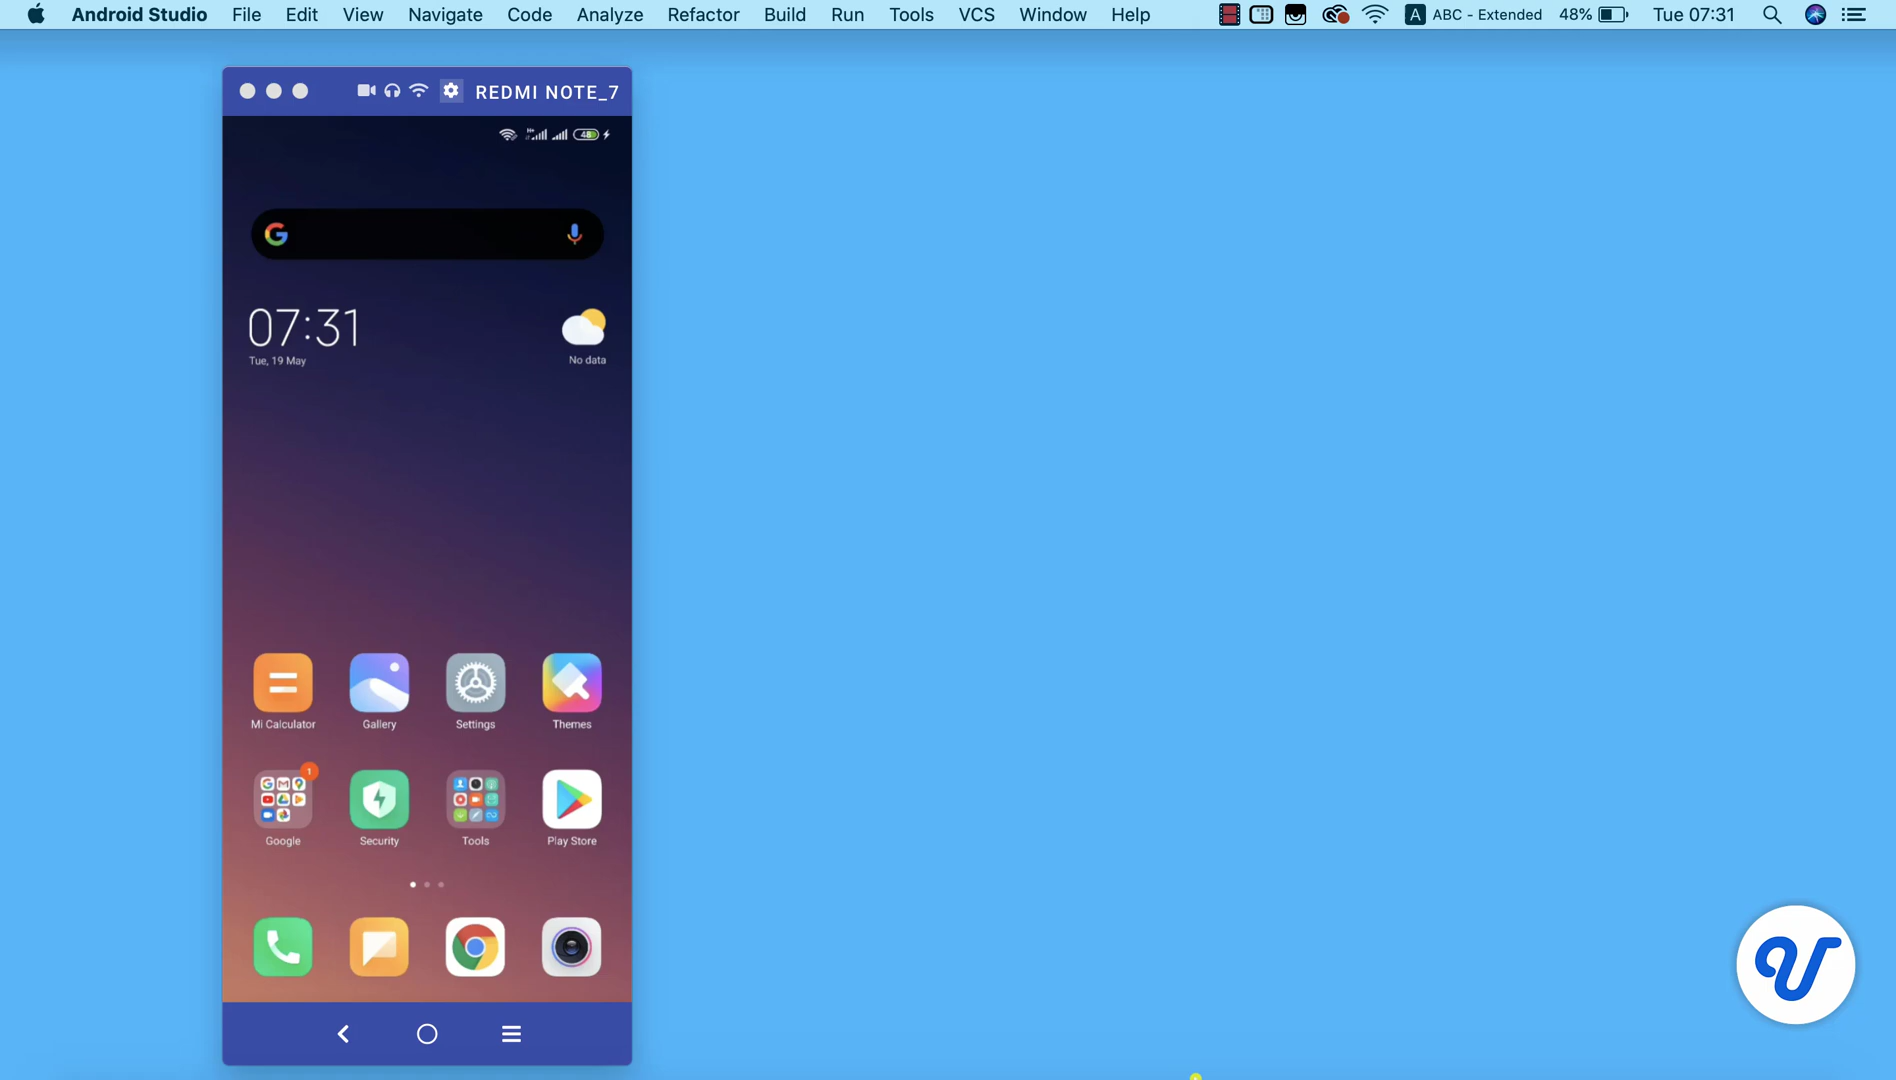 Android Studio File Edit View Navigate Code Analyze Refactor Build Run Tools VCS Window Help A ABC - Extended 48% Tue 07:31
REDMI NOTE_7
48
07:31
Tue, 19 May
No data
Mi Calculator Gallery Settings Themes
1
Google Security Tools Play Store